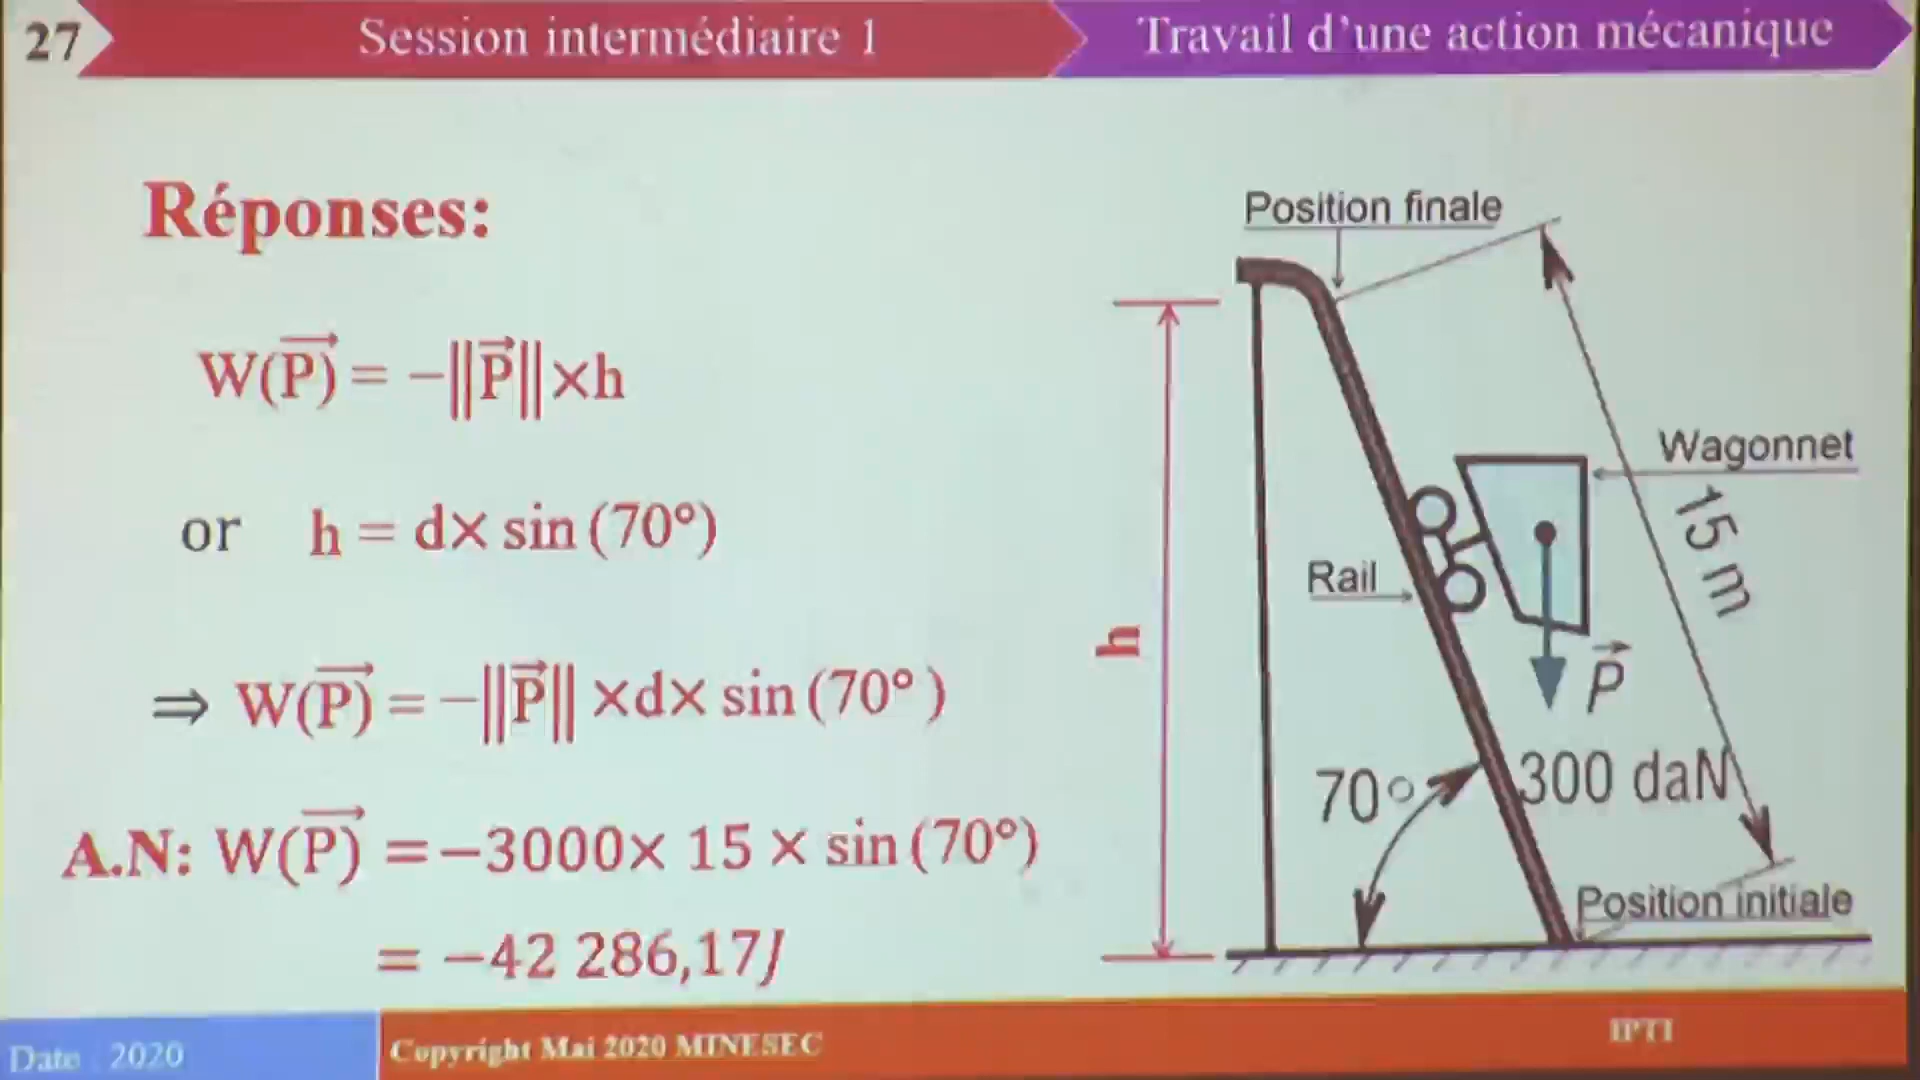 27
Session intermédiaire 1
Travail d'une action mécanique
Réponses:
W(P⃗) = −‖P⃗‖×h
or h = d× sin (70°)
⇒ W(P⃗) = −‖P⃗‖ ×d× sin (70°)
A.N: W(P⃗) =−3000× 15 × sin (70°)
= −42 286,17J
Position finale
Wagonnet
15 m
Rail
h
P⃗
70°
300 daN
Position initiale
Date 2020
Copyright Mai 2020 MINESEC
IPTI